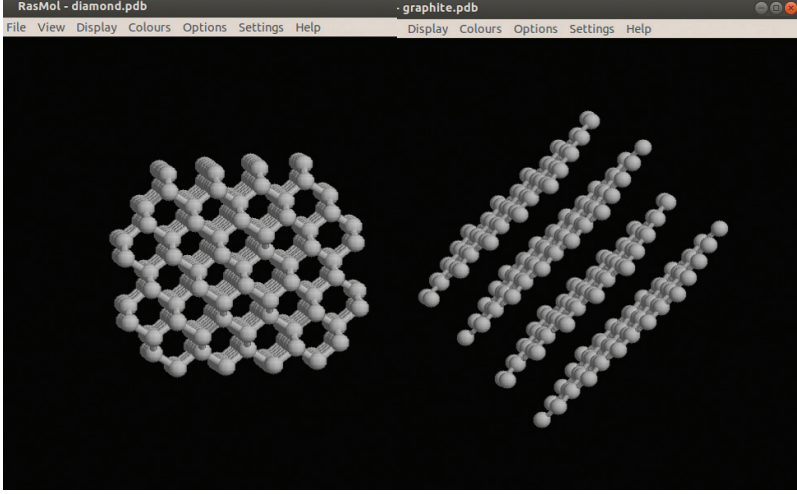 RasMol - diamond.pdb
File View Display Colours Options Settings Help
- graphite.pdb
Display Colours Options Settings Help